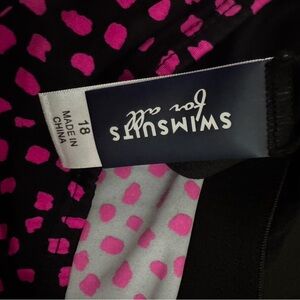 SWIMSUITS
for all
18
MADE IN
CHINA